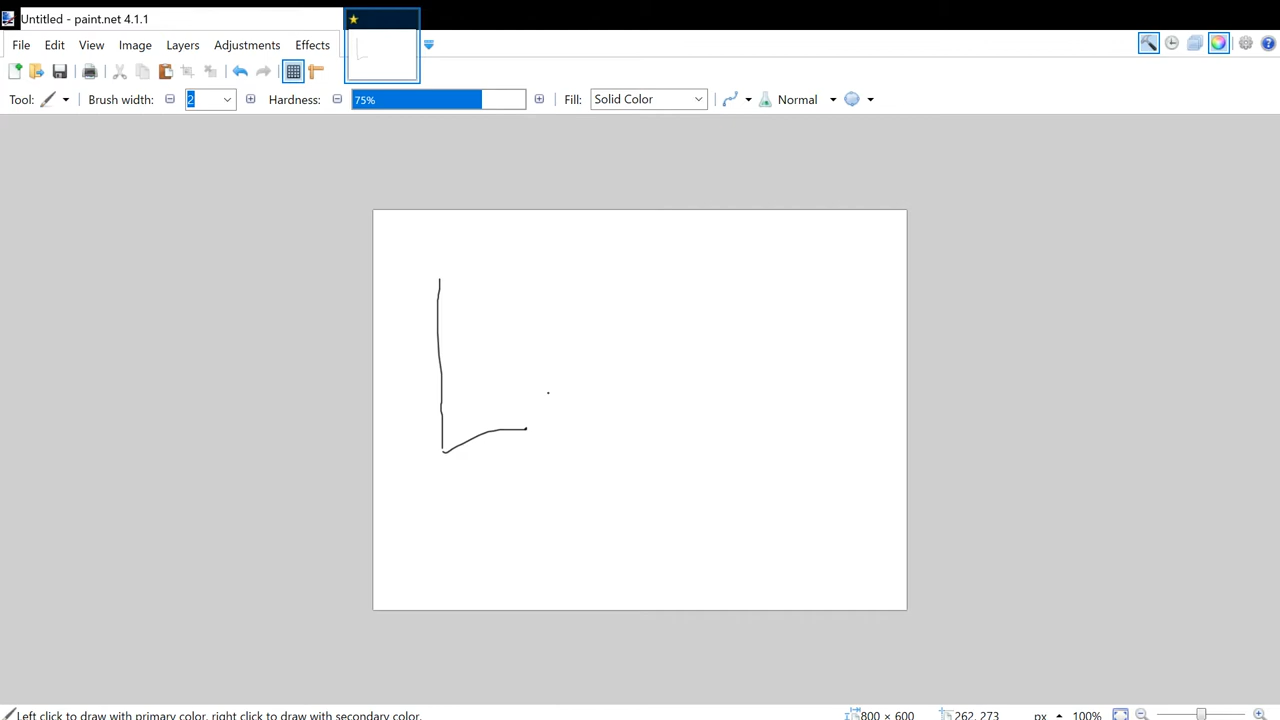 Untitled - paint.net 4.1.1
File Edit View Image Layers Adjustments Effects
Tool: Brush width: 2 Hardness: 75% Fill: Solid Color Normal
L
Left click to draw with primary color, right click to draw with secondary color. 800 × 600 262, 273 px 100%